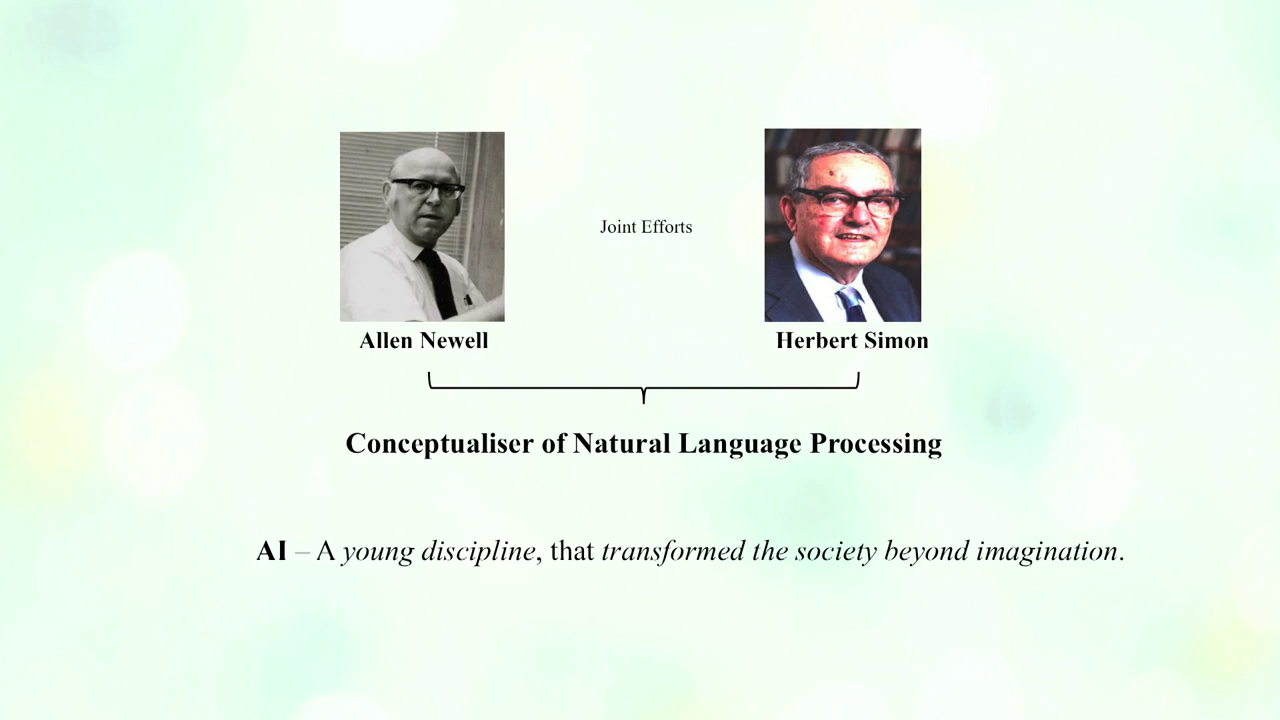 Joint Efforts
Allen Newell
Herbert Simon
Conceptualiser of Natural Language Processing
AI – A young discipline, that transformed the society beyond imagination.